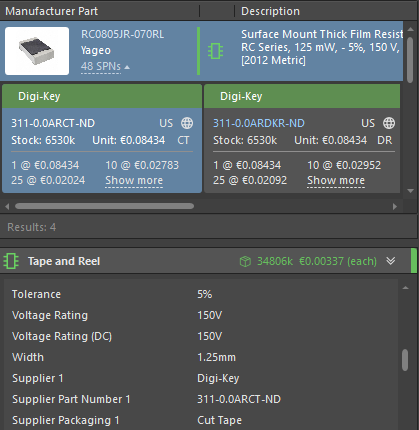 Manufacturer Part Description
RC0805JR-070RL
Yageo
48 SPNs
Surface Mount Thick Film Resist
RC Series, 125 mW, - 5%, 150 V,
[2012 Metric]
Digi-Key
311-0.0ARCT-ND US
Stock: 6530k Unit: €0.08434 CT
1 @ €0.08434 10 @ €0.02783
25 @ €0.02024 Show more
Digi-Key
311-0.0ARDKR-ND US
Stock: 6530k Unit: €0.08434 DR
1 @ €0.08434 10 @ €0.02952
25 @ €0.02092 Show more
Results: 4
Tape and Reel 34806k €0.00337 (each)
Tolerance 5%
Voltage Rating 150V
Voltage Rating (DC) 150V
Width 1.25mm
Supplier 1 Digi-Key
Supplier Part Number 1 311-0.0ARCT-ND
Supplier Packaging 1 Cut Tape